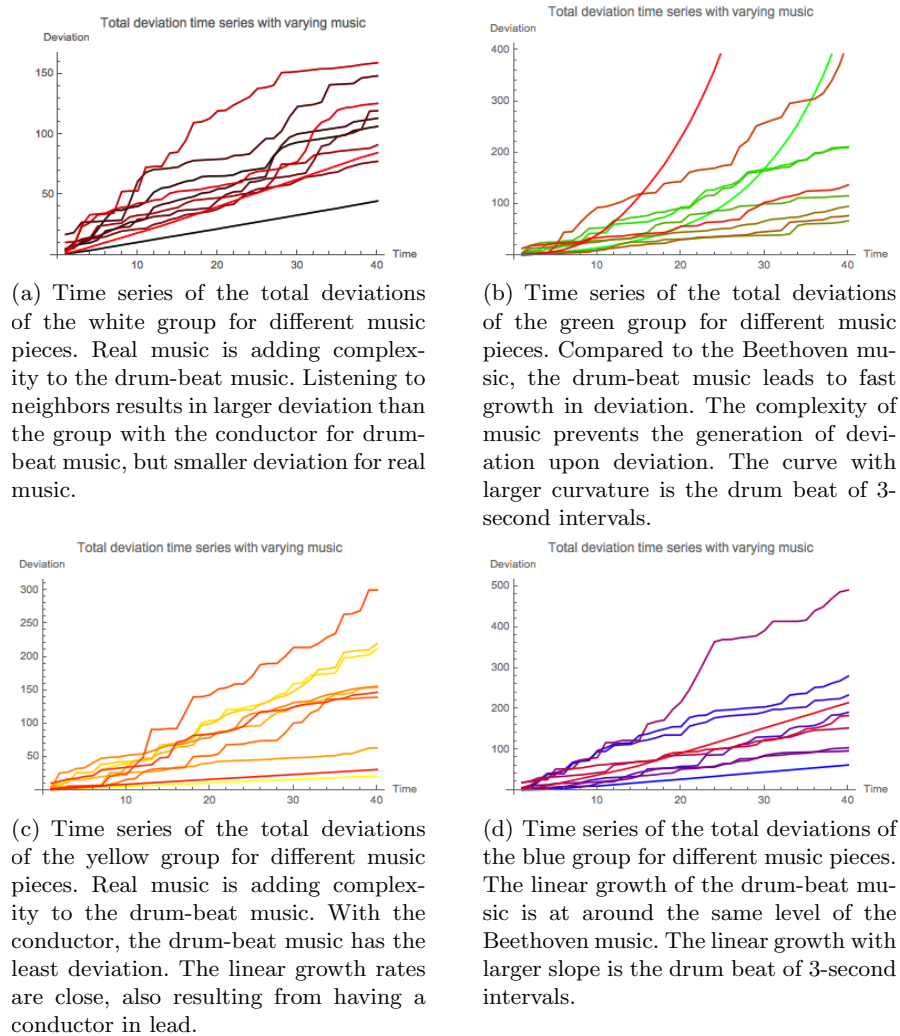 Total deviation time series with varying music
Deviation
150
100
50
10
20
30
40
Time
(a) Time series of the total deviations
of the white group for different music
pieces. Real music is adding complex-
ity to the drum-beat music. Listening to
neighbors results in larger deviation than
the group with the conductor for drum-
beat music, but smaller deviation for real
music.
Total deviation time series with varying music
Deviation
400
300
200
100
10
20
30
40
Time
(b) Time series of the total deviations
of the green group for different music
pieces. Compared to the Beethoven mu-
sic, the drum-beat music leads to fast
growth in deviation. The complexity of
music prevents the generation of devi-
ation upon deviation. The curve with
larger curvature is the drum beat of 3-
second intervals.
Total deviation time series with varying music
Deviation
300
250
200
150
100
50
10
20
30
40
Time
(c) Time series of the total deviations
of the yellow group for different music
pieces. Real music is adding complex-
ity to the drum-beat music. With the
conductor, the drum-beat music has the
least deviation. The linear growth rates
are close, also resulting from having a
conductor in lead.
Total deviation time series with varying music
Deviation
500
400
300
200
100
10
20
30
40
Time
(d) Time series of the total deviations of
the blue group for different music pieces.
The linear growth of the drum-beat mu-
sic is at around the same level of the
Beethoven music. The linear growth with
larger slope is the drum beat of 3-second
intervals.